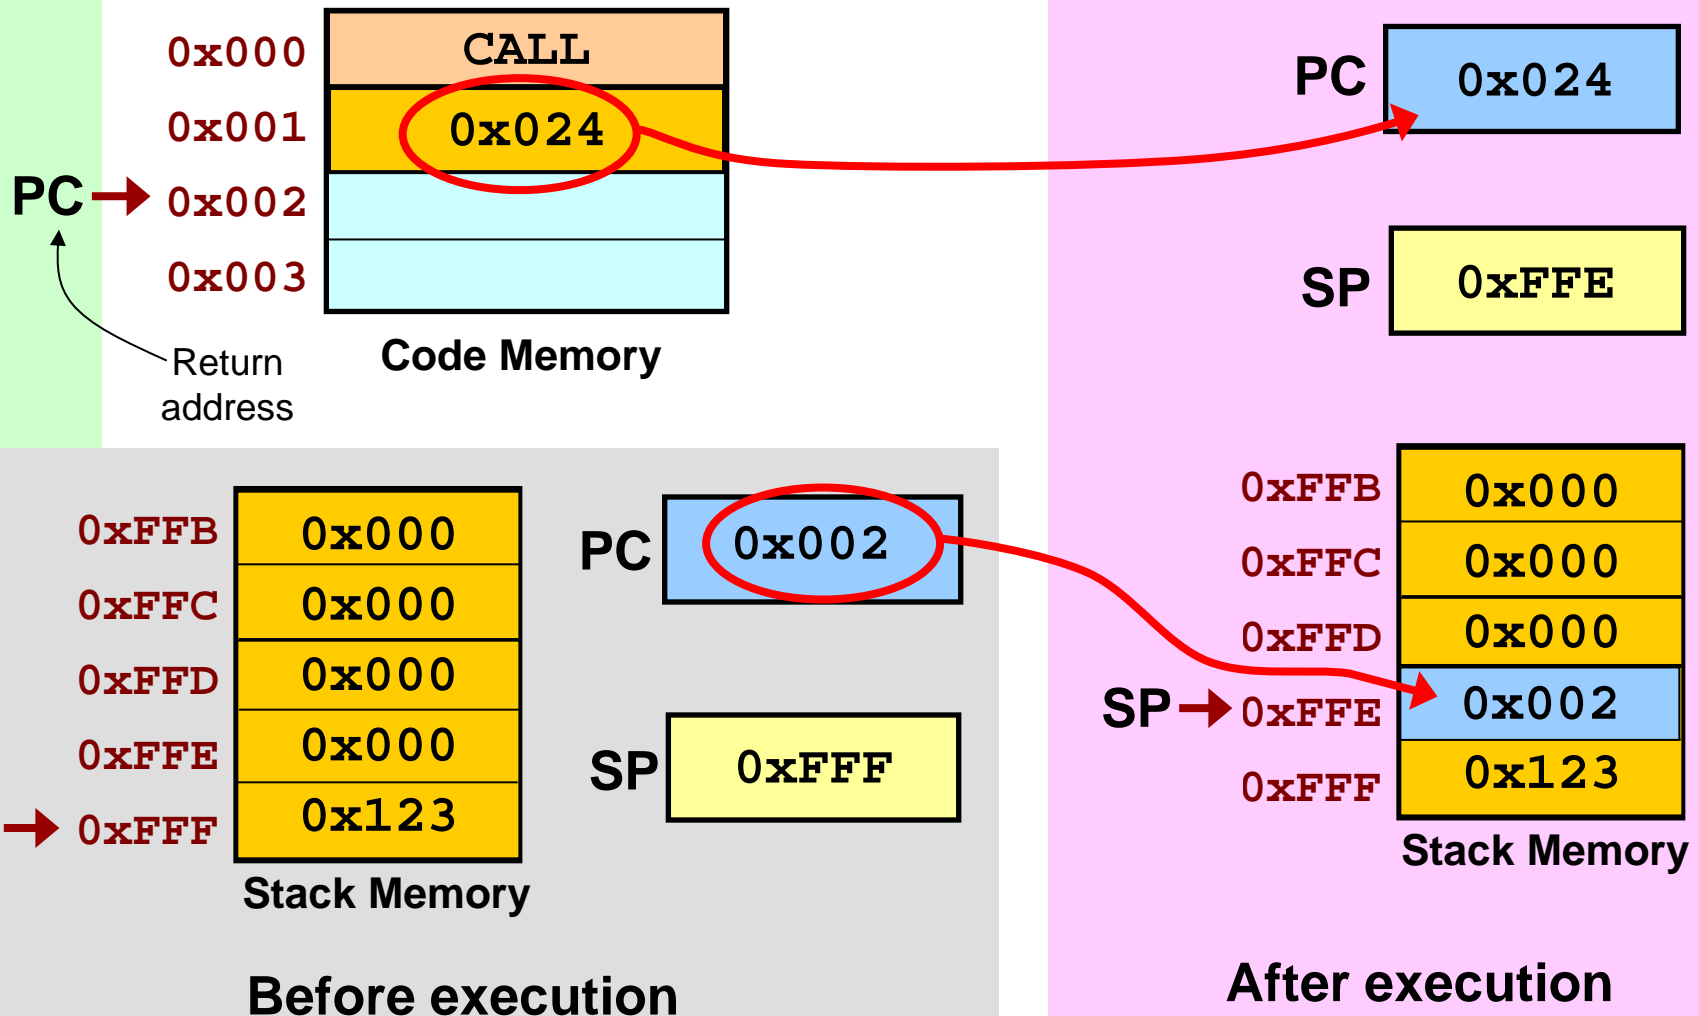 0x000 CALL
0x001 0x024
PC 0x002
0x003
Code Memory
Return
address
PC 0x024
SP 0xFFE
0xFFB 0x000
0xFFC 0x000
0xFFD 0x000
0xFFE 0x000
0xFFF 0x123
Stack Memory
PC 0x002
SP 0xFFF
Before execution
0xFFB 0x000
0xFFC 0x000
0xFFD 0x000
SP 0xFFE 0x002
0xFFF 0x123
Stack Memory
After execution